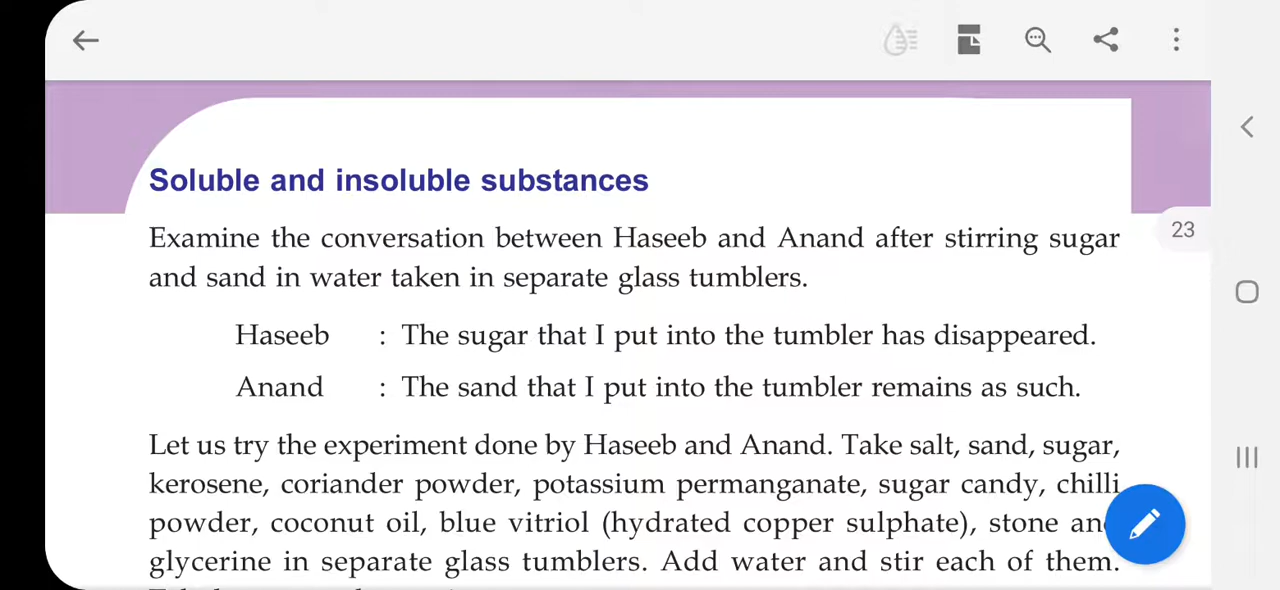 Soluble and insoluble substances
Examine the conversation between Haseeb and Anand after stirring sugar
23
and sand in water taken in separate glass tumblers.
Haseeb : The sugar that I put into the tumbler has disappeared.
Anand : The sand that I put into the tumbler remains as such.
Let us try the experiment done by Haseeb and Anand. Take salt, sand, sugar,
kerosene, coriander powder, potassium permanganate, sugar candy, chilli
powder, coconut oil, blue vitriol (hydrated copper sulphate), stone
glycerine in separate glass tumblers. Add water and stir each of them.